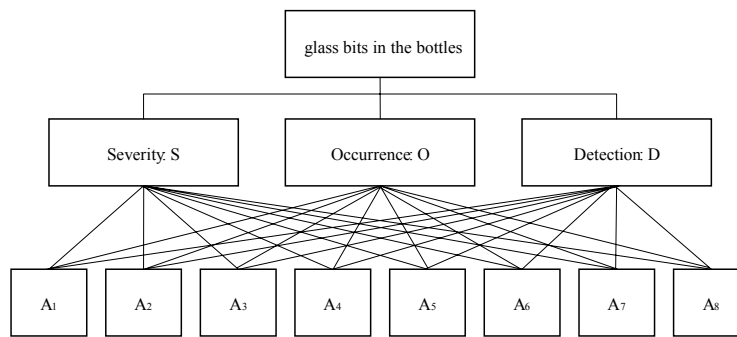 glass bits in the bottles
Severity: S
Occurrence: O
Detection: D
A1
A2
A3
A4
A5
A6
A7
A8